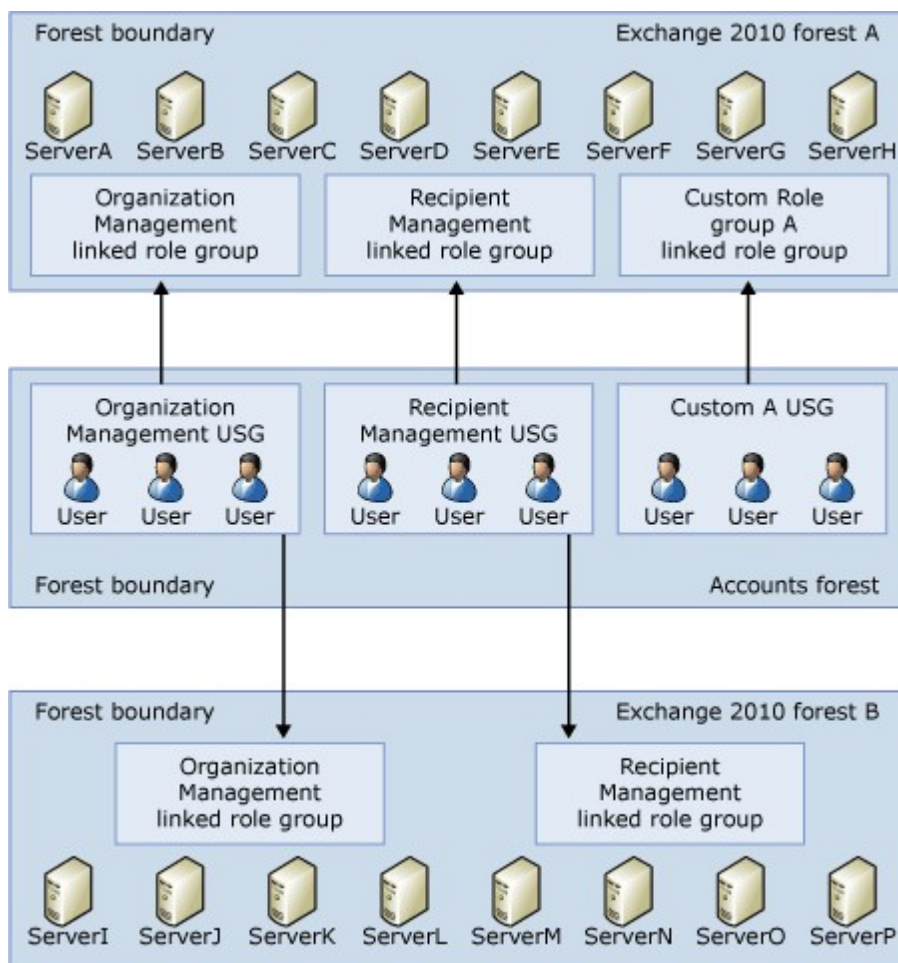 Forest boundary Exchange 2010 forest A
ServerA ServerB ServerC ServerD ServerE ServerF ServerG ServerH
Organization
Management
linked role group
Recipient
Management
linked role group
Custom Role
group A
linked role group
Organization
Management USG
User User User
Recipient
Management USG
User User User
Custom A USG
User User User
Forest boundary Accounts forest
Forest boundary Exchange 2010 forest B
Organization
Management
linked role group
Recipient
Management
linked role group
ServerI ServerJ ServerK ServerL ServerM ServerN ServerO ServerP